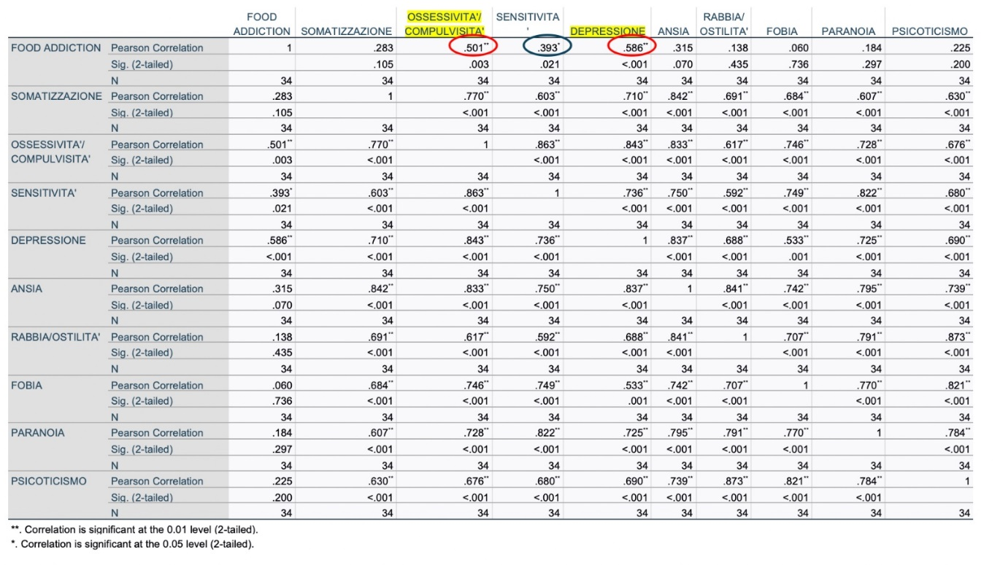 FOOD ADDICTION SOMATIZZAZIONE OSSESSIVITA'/ COMPULVISITA' SENSITIVITA ' DEPRESSIONE ANSIA RABBIA/ OSTILITA' FOBIA PARANOIA PSICOTICISMO
FOOD ADDICTION Pearson Correlation 1 .283 .501** .393* .586** .315 .138 .060 .184 .225
Sig. (2-tailed) .105 .003 .021 <.001 .070 .435 .736 .297 .200
N 34 34 34 34 34 34 34 34 34 34
SOMATIZZAZIONE Pearson Correlation .283 1 .770** .603** .710** .842** .691** .684** .607** .630**
Sig. (2-tailed) .105 <.001 <.001 <.001 <.001 <.001 <.001 <.001 <.001
N 34 34 34 34 34 34 34 34 34 34
OSSESSIVITA'/ Pearson Correlation .501** .770** 1 .863** .843** .833** .617** .746** .728** .676**
COMPULVISITA' Sig. (2-tailed) .003 <.001 <.001 <.001 <.001 <.001 <.001 <.001 <.001
N 34 34 34 34 34 34 34 34 34 34
SENSITIVITA' Pearson Correlation .393* .603** .863** 1 .736** .750** .592** .749** .822** .680**
Sig. (2-tailed) .021 <.001 <.001 <.001 <.001 <.001 <.001 <.001 <.001
N 34 34 34 34 34 34 34 34 34 34
DEPRESSIONE Pearson Correlation .586** .710** .843** .736** 1 .837** .688** .533** .725** .690**
Sig. (2-tailed) <.001 <.001 <.001 <.001 <.001 <.001 .001 <.001 <.001
N 34 34 34 34 34 34 34 34 34 34
ANSIA Pearson Correlation .315 .842** .833** .750** .837** 1 .841** .742** .795** .739**
Sig. (2-tailed) .070 <.001 <.001 <.001 <.001 <.001 <.001 <.001 <.001
N 34 34 34 34 34 34 34 34 34 34
RABBIA/OSTILITA' Pearson Correlation .138 .691** .617** .592** .688** .841** 1 .707** .791** .873**
Sig. (2-tailed) .435 <.001 <.001 <.001 <.001 <.001 <.001 <.001 <.001
N 34 34 34 34 34 34 34 34 34 34
FOBIA Pearson Correlation .060 .684** .746** .749** .533** .742** .707** 1 .770** .821**
Sig. (2-tailed) .736 <.001 <.001 <.001 .001 <.001 <.001 <.001 <.001
N 34 34 34 34 34 34 34 34 34 34
PARANOIA Pearson Correlation .184 .607** .728** .822** .725** .795** .791** .770** 1 .784**
Sig. (2-tailed) .297 <.001 <.001 <.001 <.001 <.001 <.001 <.001 <.001
N 34 34 34 34 34 34 34 34 34 34
PSICOTICISMO Pearson Correlation .225 .630** .676** .680** .690** .739** .873** .821** .784** 1
Sig. (2-tailed) .200 <.001 <.001 <.001 <.001 <.001 <.001 <.001 <.001
N 34 34 34 34 34 34 34 34 34 34
**. Correlation is significant at the 0.01 level (2-tailed).
*. Correlation is significant at the 0.05 level (2-tailed).